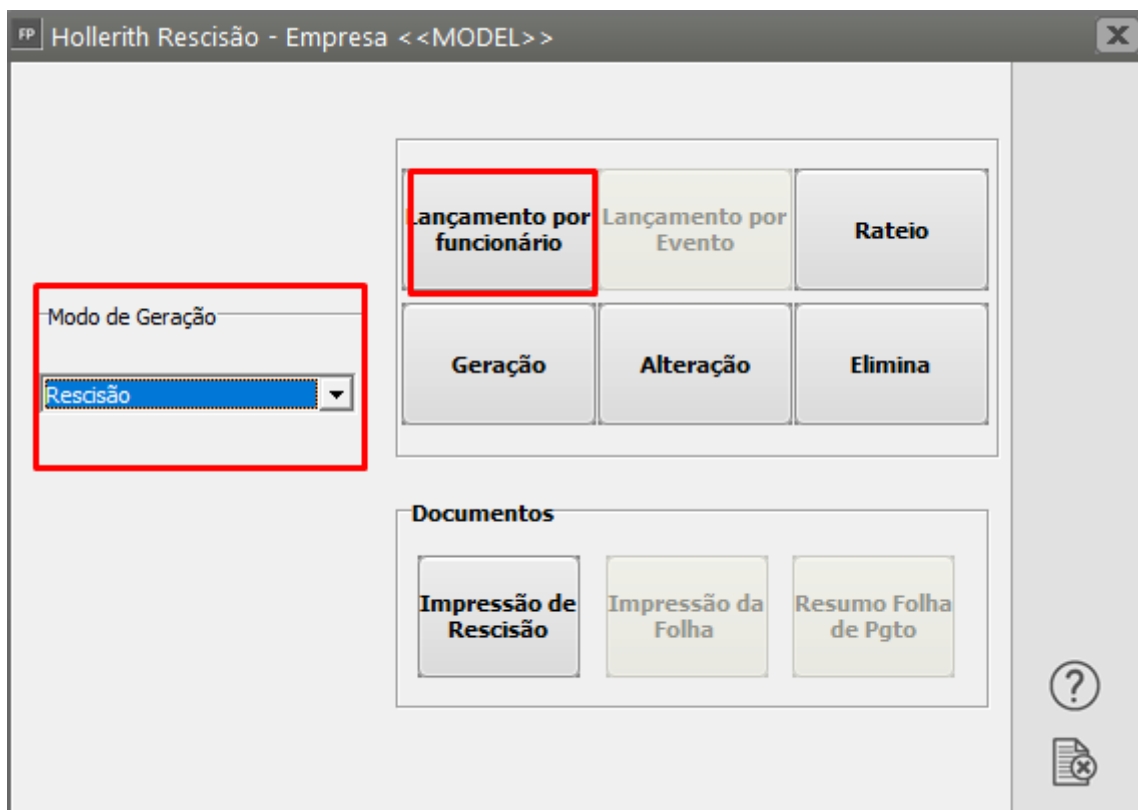 FP Hollerith Rescisão - Empresa <<MODEL>>
Lançamento por
funcionário
Lançamento por
Evento
Rateio
Modo de Geração
Rescisão
Geração
Alteração
Elimina
Documentos
Impressão de
Rescisão
Impressão da
Folha
Resumo Folha
de Pgto
?